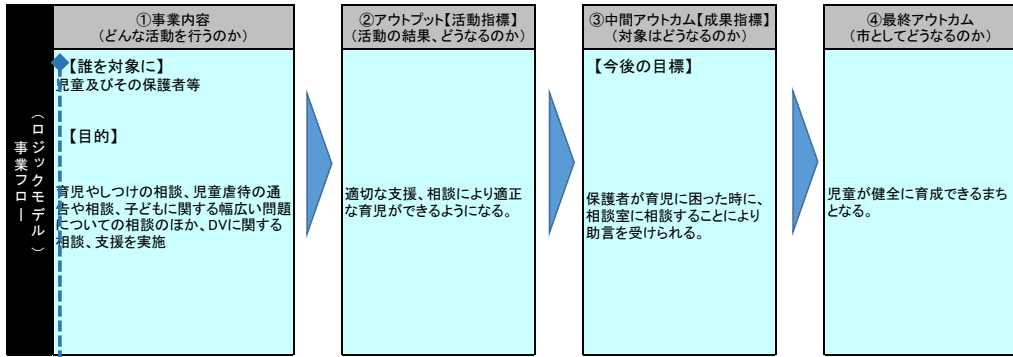 事業フロー
（ロジックモデル）
①事業内容
（どんな活動を行うのか）
【誰を対象に】
児童及びその保護者等
【目的】
育児やしつけの相談、児童虐待の通
告や相談、子どもに関する幅広い問題
についての相談のほか、DVに関する
相談、支援を実施
②アウトプット【活動指標】
（活動の結果、どうなるのか）
適切な支援、相談により適正
な育児ができるようになる。
③中間アウトカム【成果指標】
（対象はどうなるのか）
【今後の目標】
保護者が育児に困った時に、
相談室に相談することにより
助言を受けられる。
④最終アウトカム
（市としてどうなるのか）
児童が健全に育成できるまち
となる。